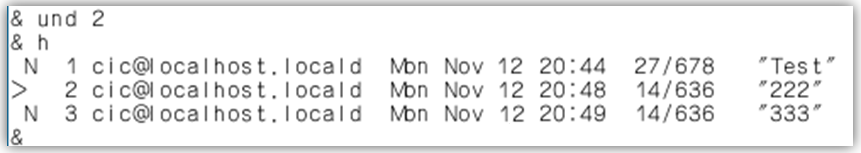 & und 2
& h
 N  1 cic@localhost.locald  Mon Nov 12 20:44  27/678   "Test"
>   2 cic@localhost.locald  Mon Nov 12 20:48  14/636   "222"
 N  3 cic@localhost.locald  Mon Nov 12 20:49  14/636   "333"
&